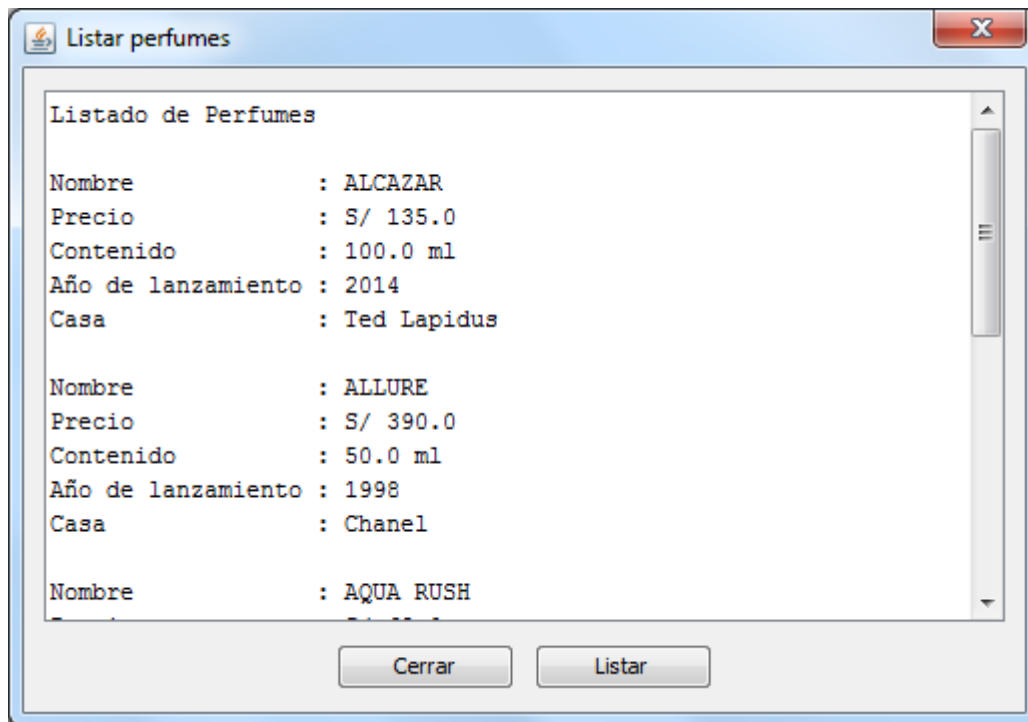 Listar perfumes
Listado de Perfumes
Nombre : ALCAZAR
Precio : S/ 135.0
Contenido : 100.0 ml
Año de lanzamiento : 2014
Casa : Ted Lapidus
Nombre : ALLURE
Precio : S/ 390.0
Contenido : 50.0 ml
Año de lanzamiento : 1998
Casa : Chanel
Nombre : AQUA RUSH
Cerrar Listar